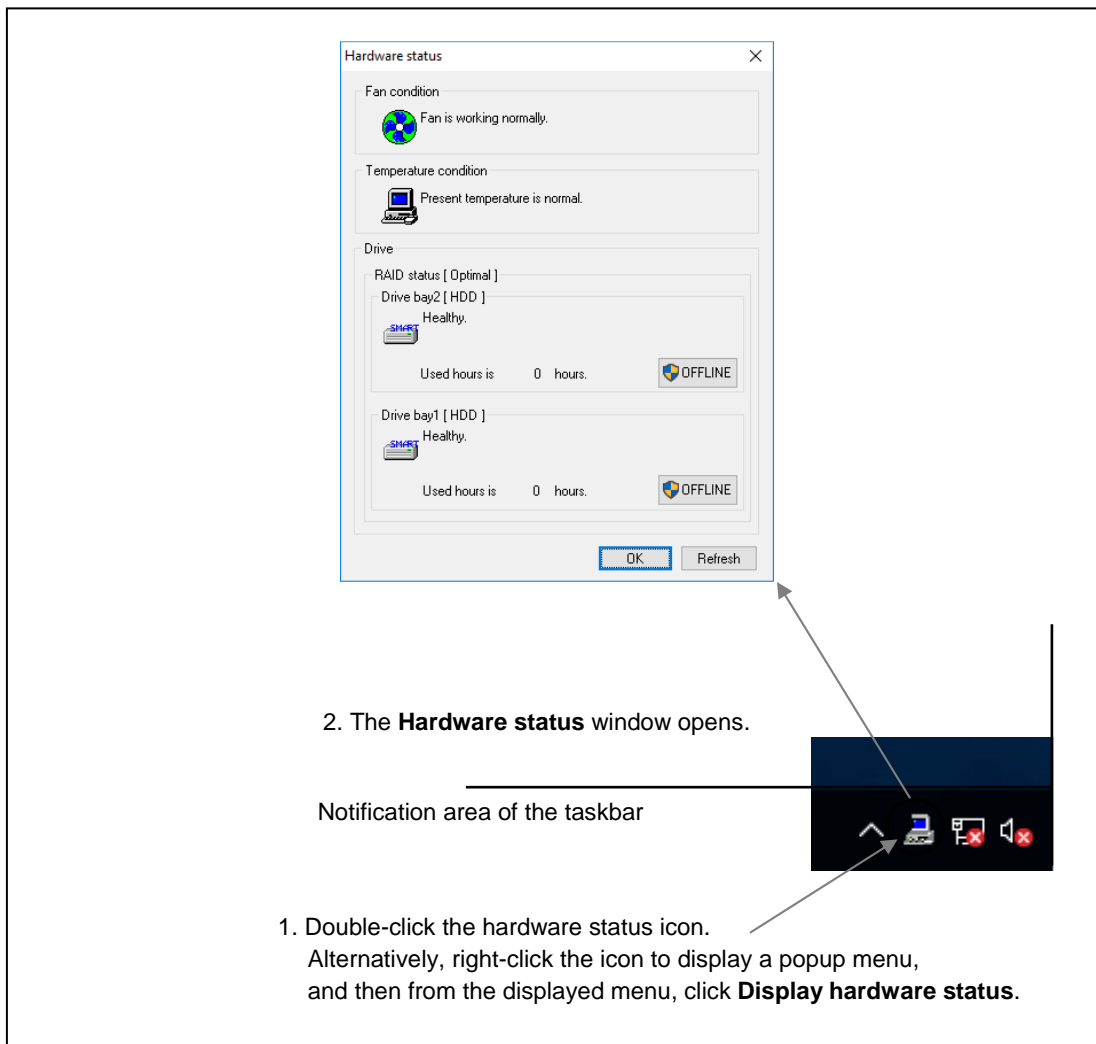 Hardware status
Fan condition
Fan is working normally.
Temperature condition
Present temperature is normal.
Drive
RAID status [ Optimal ]
Drive bay2 [ HDD ]
SMART
Healthy.
Used hours is 0 hours.
OFFLINE
Drive bay1 [ HDD ]
SMART
Healthy.
Used hours is 0 hours.
OFFLINE
OK Refresh
2. The Hardware status window opens.
Notification area of the taskbar
1. Double-click the hardware status icon.
Alternatively, right-click the icon to display a popup menu,
and then from the displayed menu, click Display hardware status.